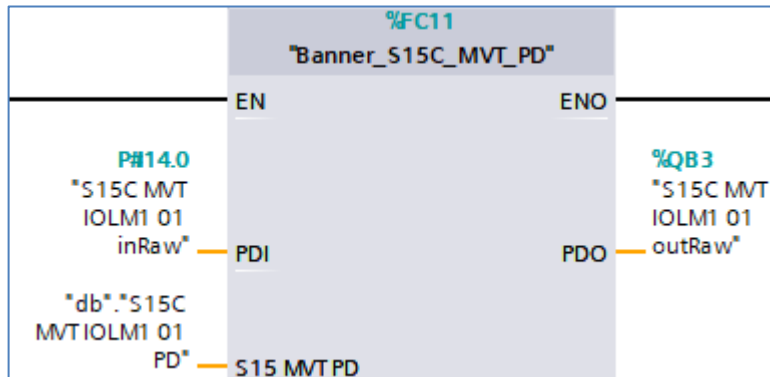 %FC11
"Banner_S15C_MVT_PD"
EN
ENO
P#I14.0
"S15C MVT
IOLM1 01
inRaw"
PDI
%QB3
"S15C MVT
IOLM1 01
outRaw"
PDO
"db"."S15C
MVT IOLM1 01
PD"
S15 MVT PD